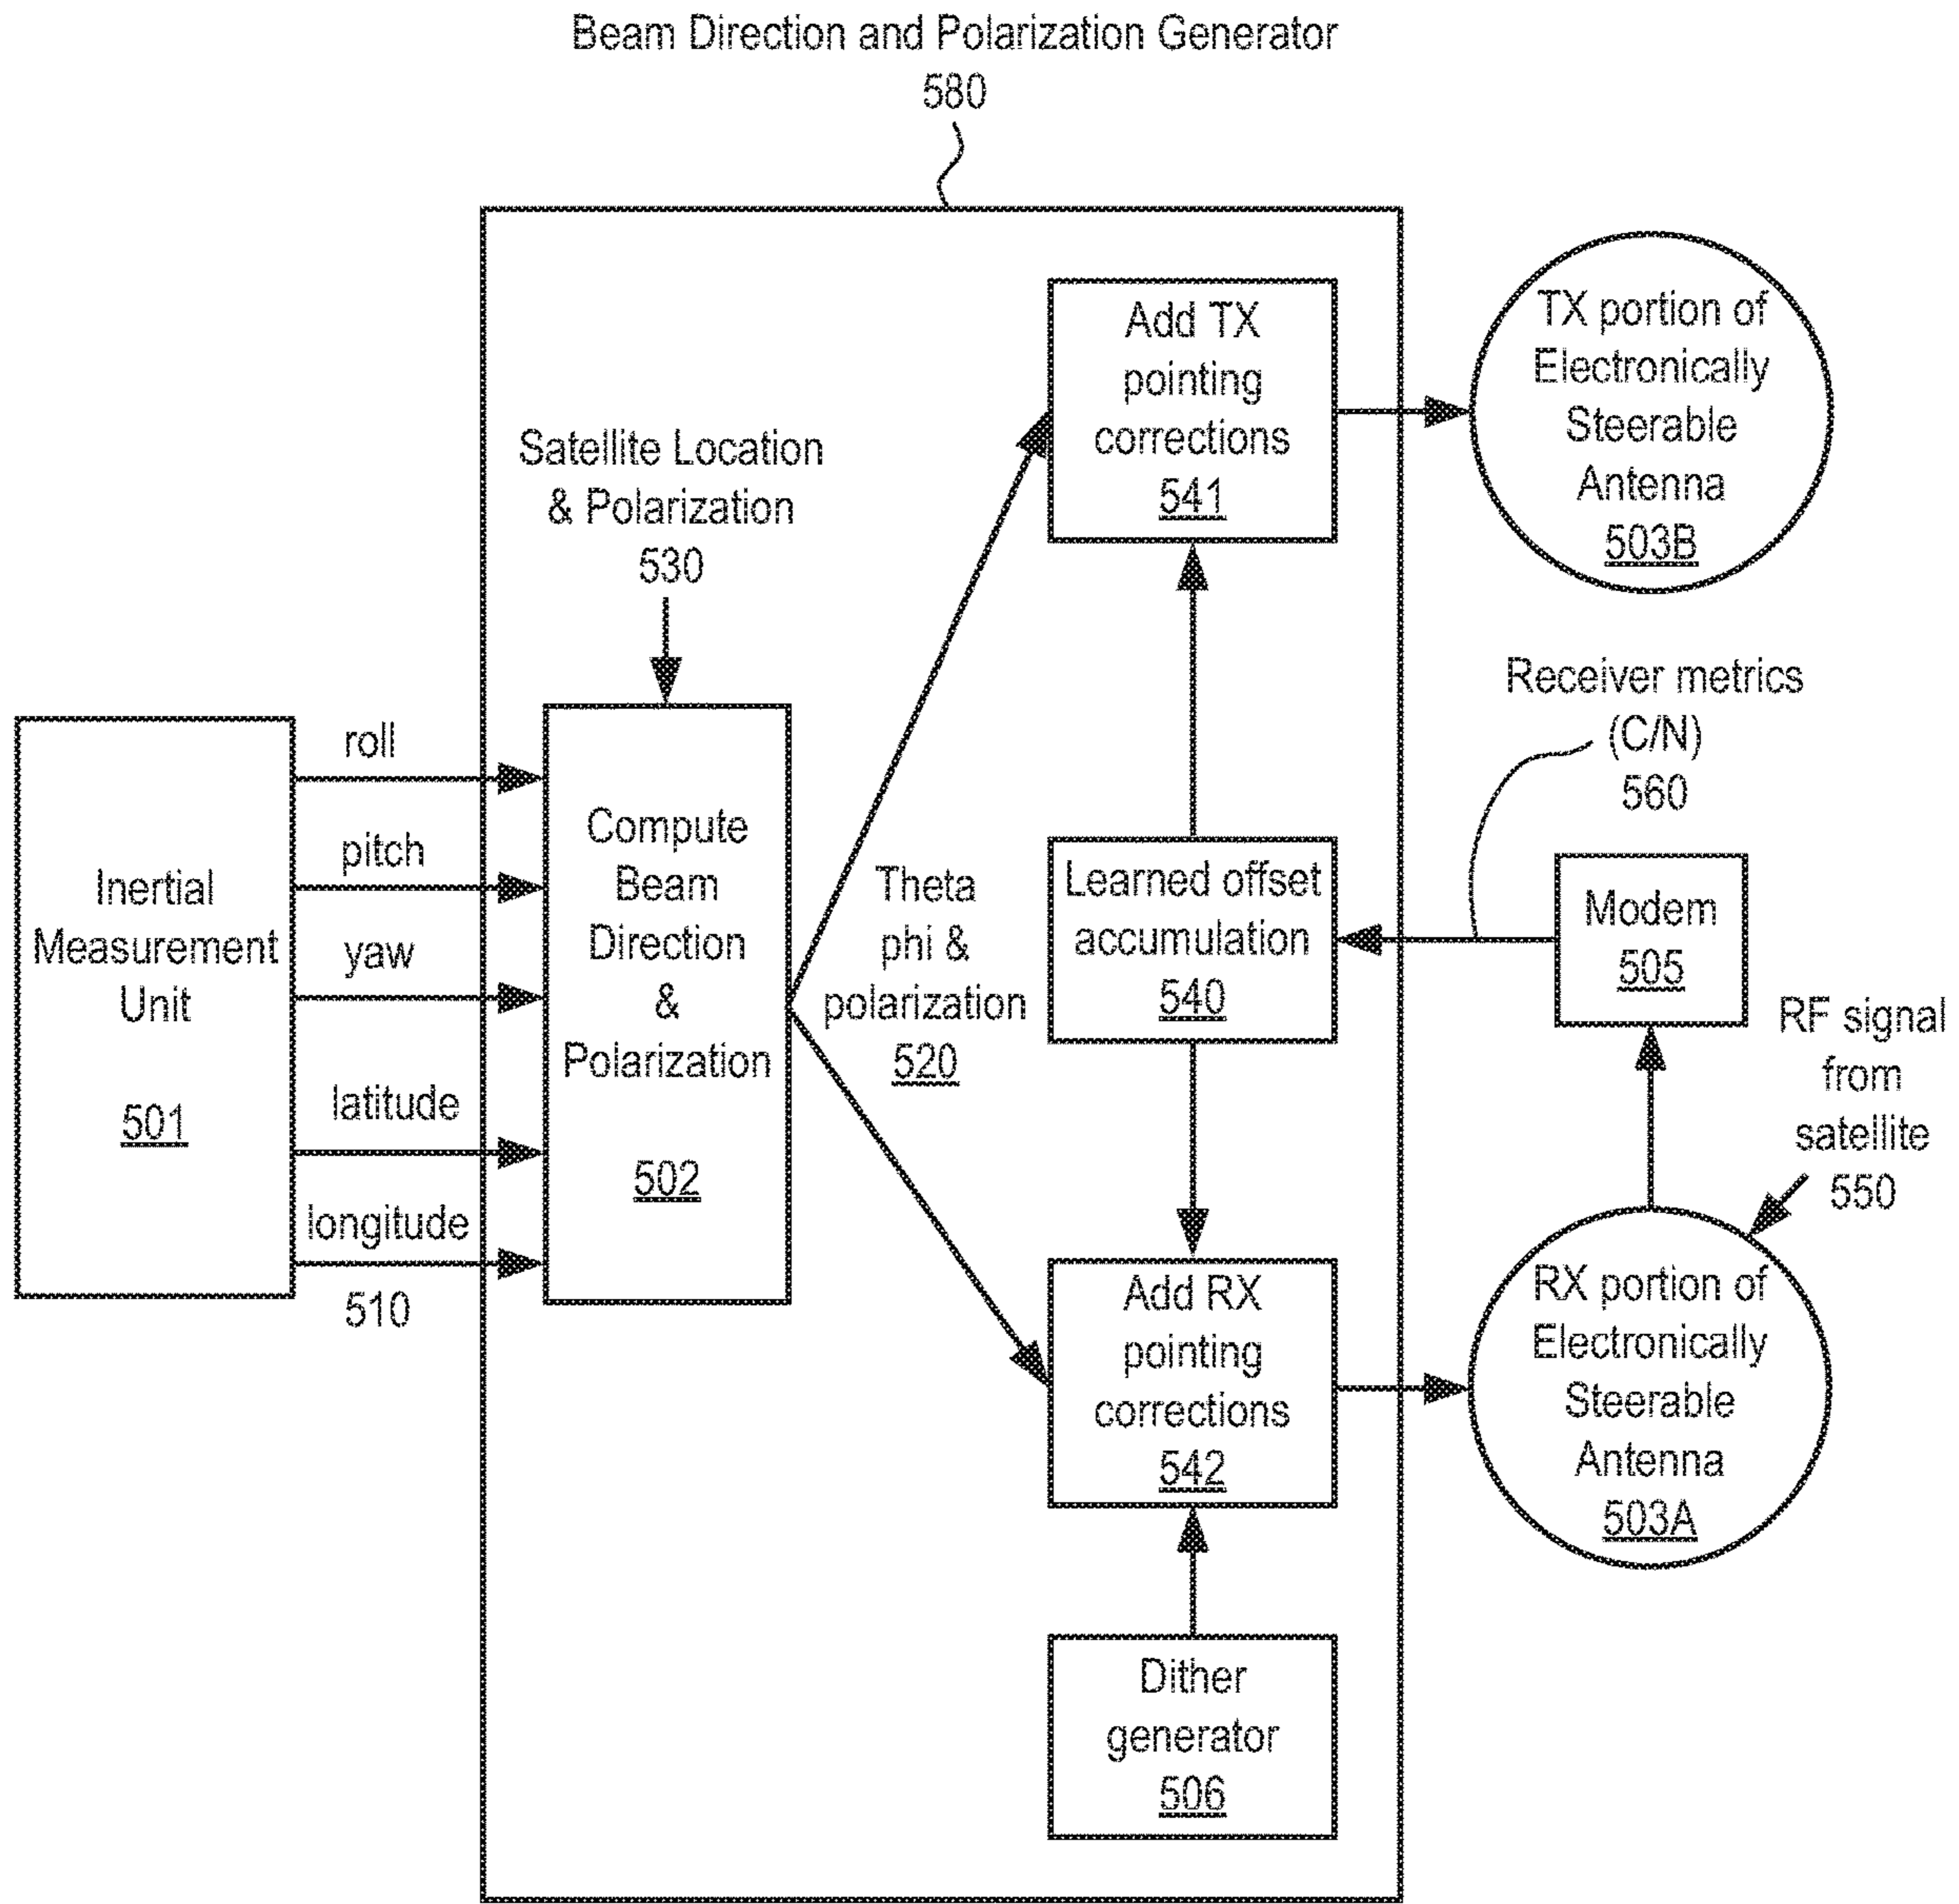 Beam Direction and Polarization Generator
580
Satellite Location
& Polarization
530
Inertial
Measurement
Unit
501
roll
pitch
yaw
latitude
longitude
510
Compute
Beam
Direction
&
Polarization
502
Theta
phi &
polarization
520
Add TX
pointing
corrections
541
Learned offset
accumulation
540
Add RX
pointing
corrections
542
Dither
generator
506
TX portion of
Electronically
Steerable
Antenna
503B
Receiver metrics
(C/N)
560
Modem
505
RF signal
from
satellite
550
RX portion of
Electronically
Steerable
Antenna
503A